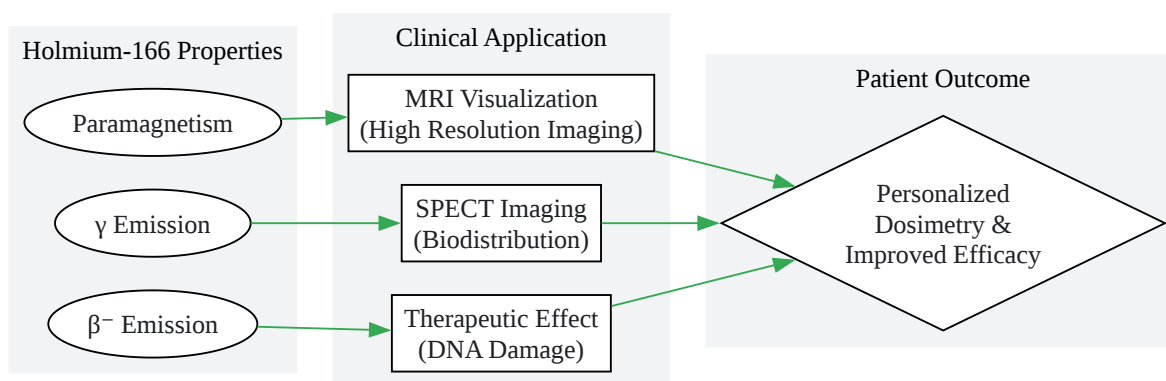 Holmium-166 Properties
Paramagnetism
γ Emission
β⁻ Emission
Clinical Application
MRI Visualization
(High Resolution Imaging)
SPECT Imaging
(Biodistribution)
Therapeutic Effect
(DNA Damage)
Patient Outcome
Personalized
Dosimetry &
Improved Efficacy